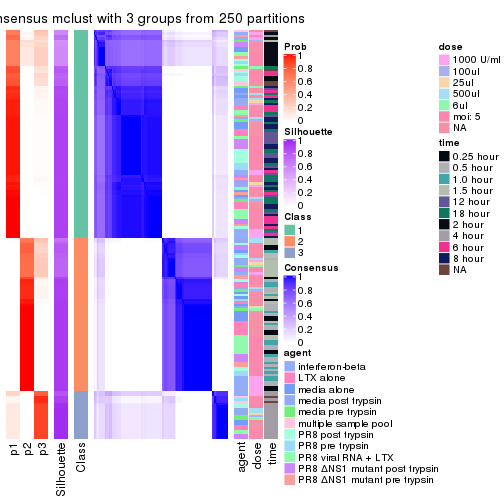 nsensus mclust with 3 groups from 250 partitions
Prob
1
0.8
0.6
0.4
0.2
0
Silhouette
1
0.8
0.6
0.4
0.2
0
Class
1
2
3
Consensus
1
0.8
0.6
0.4
0.2
0
agent
interferon-beta
LTX alone
media alone
media post trypsin
media pre trypsin
multiple sample pool
PR8 post trypsin
PR8 pre trypsin
PR8 viral RNA + LTX
PR8 ΔNS1 mutant post trypsin
PR8 ΔNS1 mutant pre trypsin
dose
1000 U/ml
100ul
25ul
500ul
6ul
moi: 5
NA
time
0.25 hour
0.5 hour
1.0 hour
1.5 hour
12 hour
18 hour
2 hour
4 hour
6 hour
8 hour
NA
p1
p2
p3
Silhouette
Class
agent
dose
time